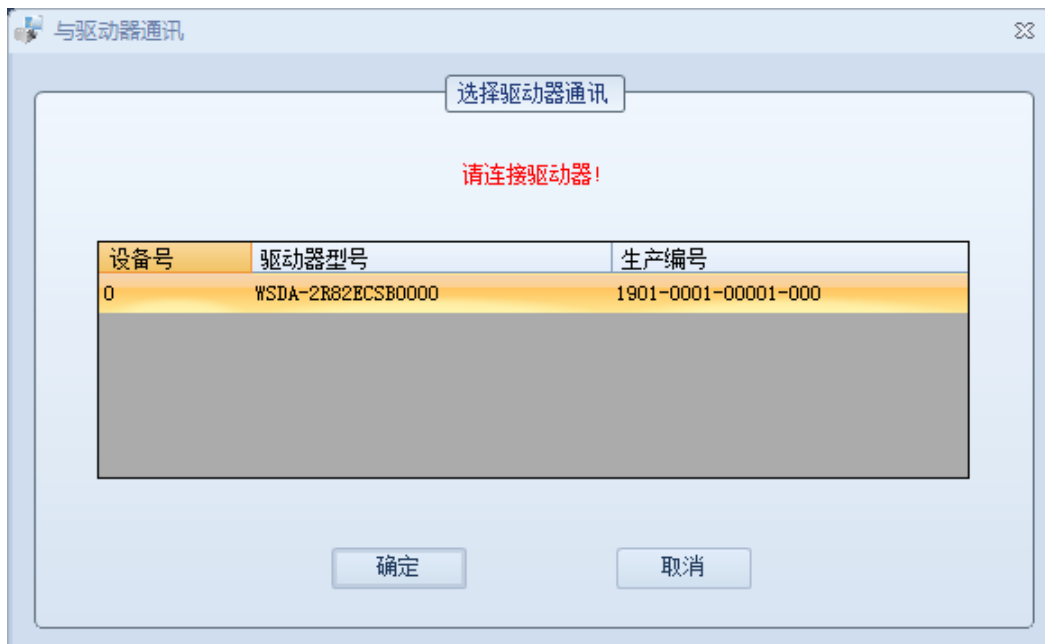 与驱动器通讯
选择驱动器通讯
请连接驱动器!
设备号 驱动器型号 生产编号
0 WSDA-2R82ECSB0000 1901-0001-00001-000
确定 取消